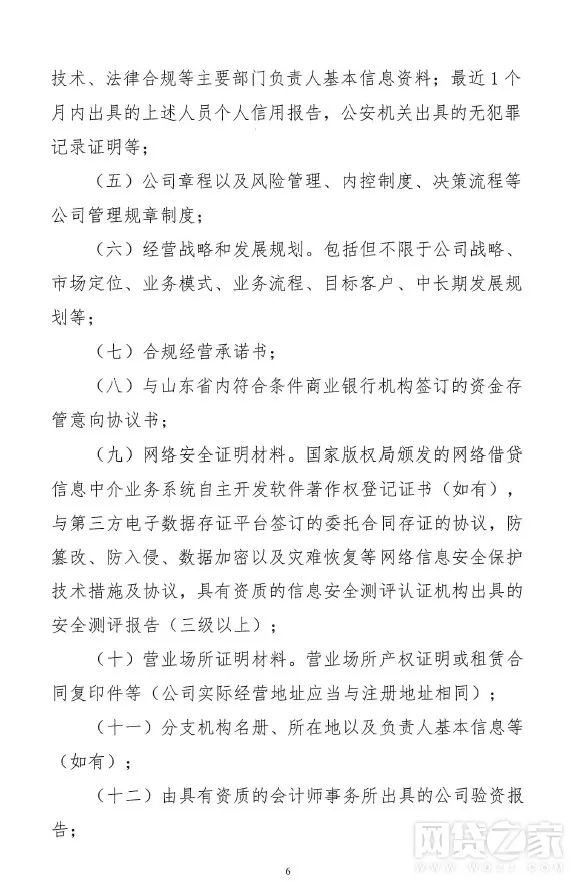 技术、法律合规等主要部门负责人基本信息资料；最近 1 个
月内出具的上述人员个人信用报告，公安机关出具的无犯罪
记录证明等；
（五）公司章程以及风险管理、内控制度、决策流程等
公司管理规章制度；
（六）经营战略和发展规划。包括但不限于公司战略、
市场定位、业务模式、业务流程、目标客户、中长期发展规
划等；
（七）合规经营承诺书；
（八）与山东省内符合条件商业银行机构签订的资金存
管意向协议书；
（九）网络安全证明材料。国家版权局颁发的网络借贷
信息中介业务系统自主开发软件著作权登记证书（如有），
与第三方电子数据存证平台签订的委托合同存证的协议，防
篡改、防入侵、数据加密以及灾难恢复等网络信息安全保护
技术措施及协议，具有资质的信息安全测评认证机构出具的
安全测评报告（三级以上）；
（十）营业场所证明材料。营业场所产权证明或租赁合
同复印件等（公司实际经营地址应当与注册地址相同）；
（十一）分支机构名册、所在地以及负责人基本信息等
（如有）；
（十二）由具有资质的会计师事务所出具的公司验资报
告；
6
网贷之家
WWW.WDZJ.COM